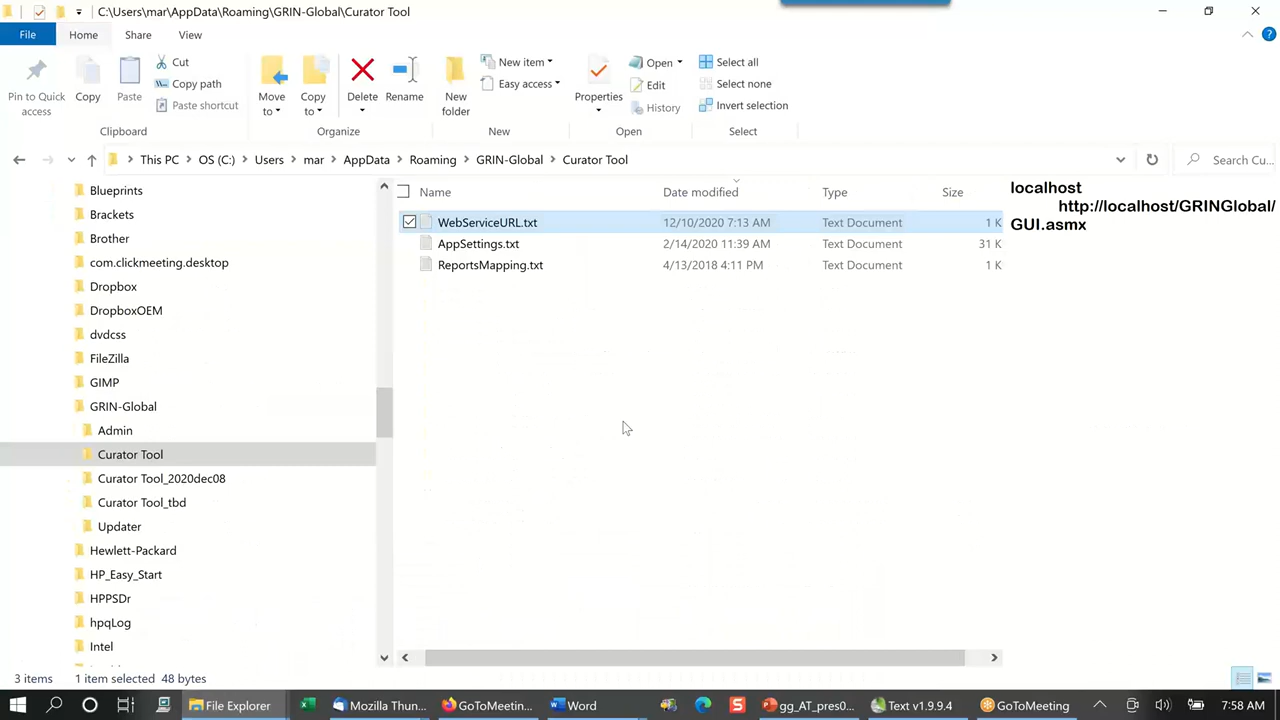 C:\Users\mar\AppData\Roaming\GRIN-Global\Curator Tool
File
Home
Share
View
Pin to Quick access
Copy
Paste
Cut
Copy path
Paste shortcut
Move to
Copy to
Delete
Rename
New folder
New item
Easy access
Properties
Open
Edit
History
Select all
Select none
Invert selection
Clipboard
Organize
New
Open
Select
This PC
OS (C:)
Users
mar
AppData
Roaming
GRIN-Global
Curator Tool
Search Cu...
Blueprints
Brackets
Brother
com.clickmeeting.desktop
Dropbox
DropboxOEM
dvdcss
FileZilla
GIMP
GRIN-Global
Admin
Curator Tool
Curator Tool_2020dec08
Curator Tool_tbd
Updater
Hewlett-Packard
HP_Easy_Start
HPPSDr
hpqLog
Intel
Name Date modified Type Size
WebServiceURL.txt 12/10/2020 7:13 AM Text Document 1 K
AppSettings.txt 2/14/2020 11:39 AM Text Document 31 K
ReportsMapping.txt 4/13/2018 4:11 PM Text Document 1 K
localhost
http://localhost/GRINGlobal/
GUI.asmx
3 items 1 item selected 48 bytes
File Explorer
Mozilla Thun...
GoToMeetin...
Word
gg_AT_pres0...
Text v1.9.9.4
GoToMeeting
7:58 AM